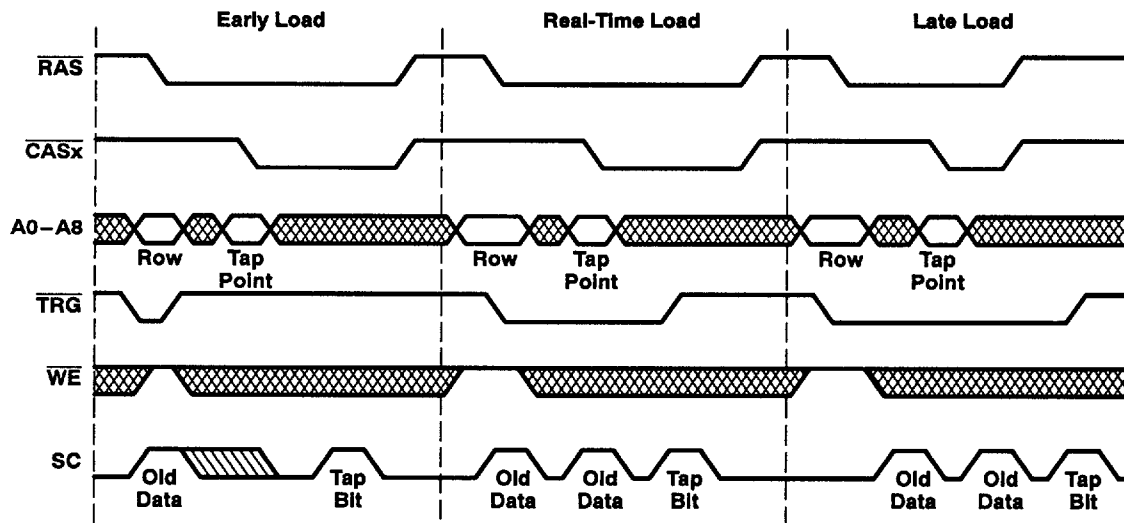 Early Load Real-Time Load Late Load
RAS
CASx
A0–A8
Row Tap Point Row Tap Point Row Tap Point
TRG
WE
SC
Old Data Tap Bit Old Data Old Data Tap Bit Old Data Old Data Tap Bit